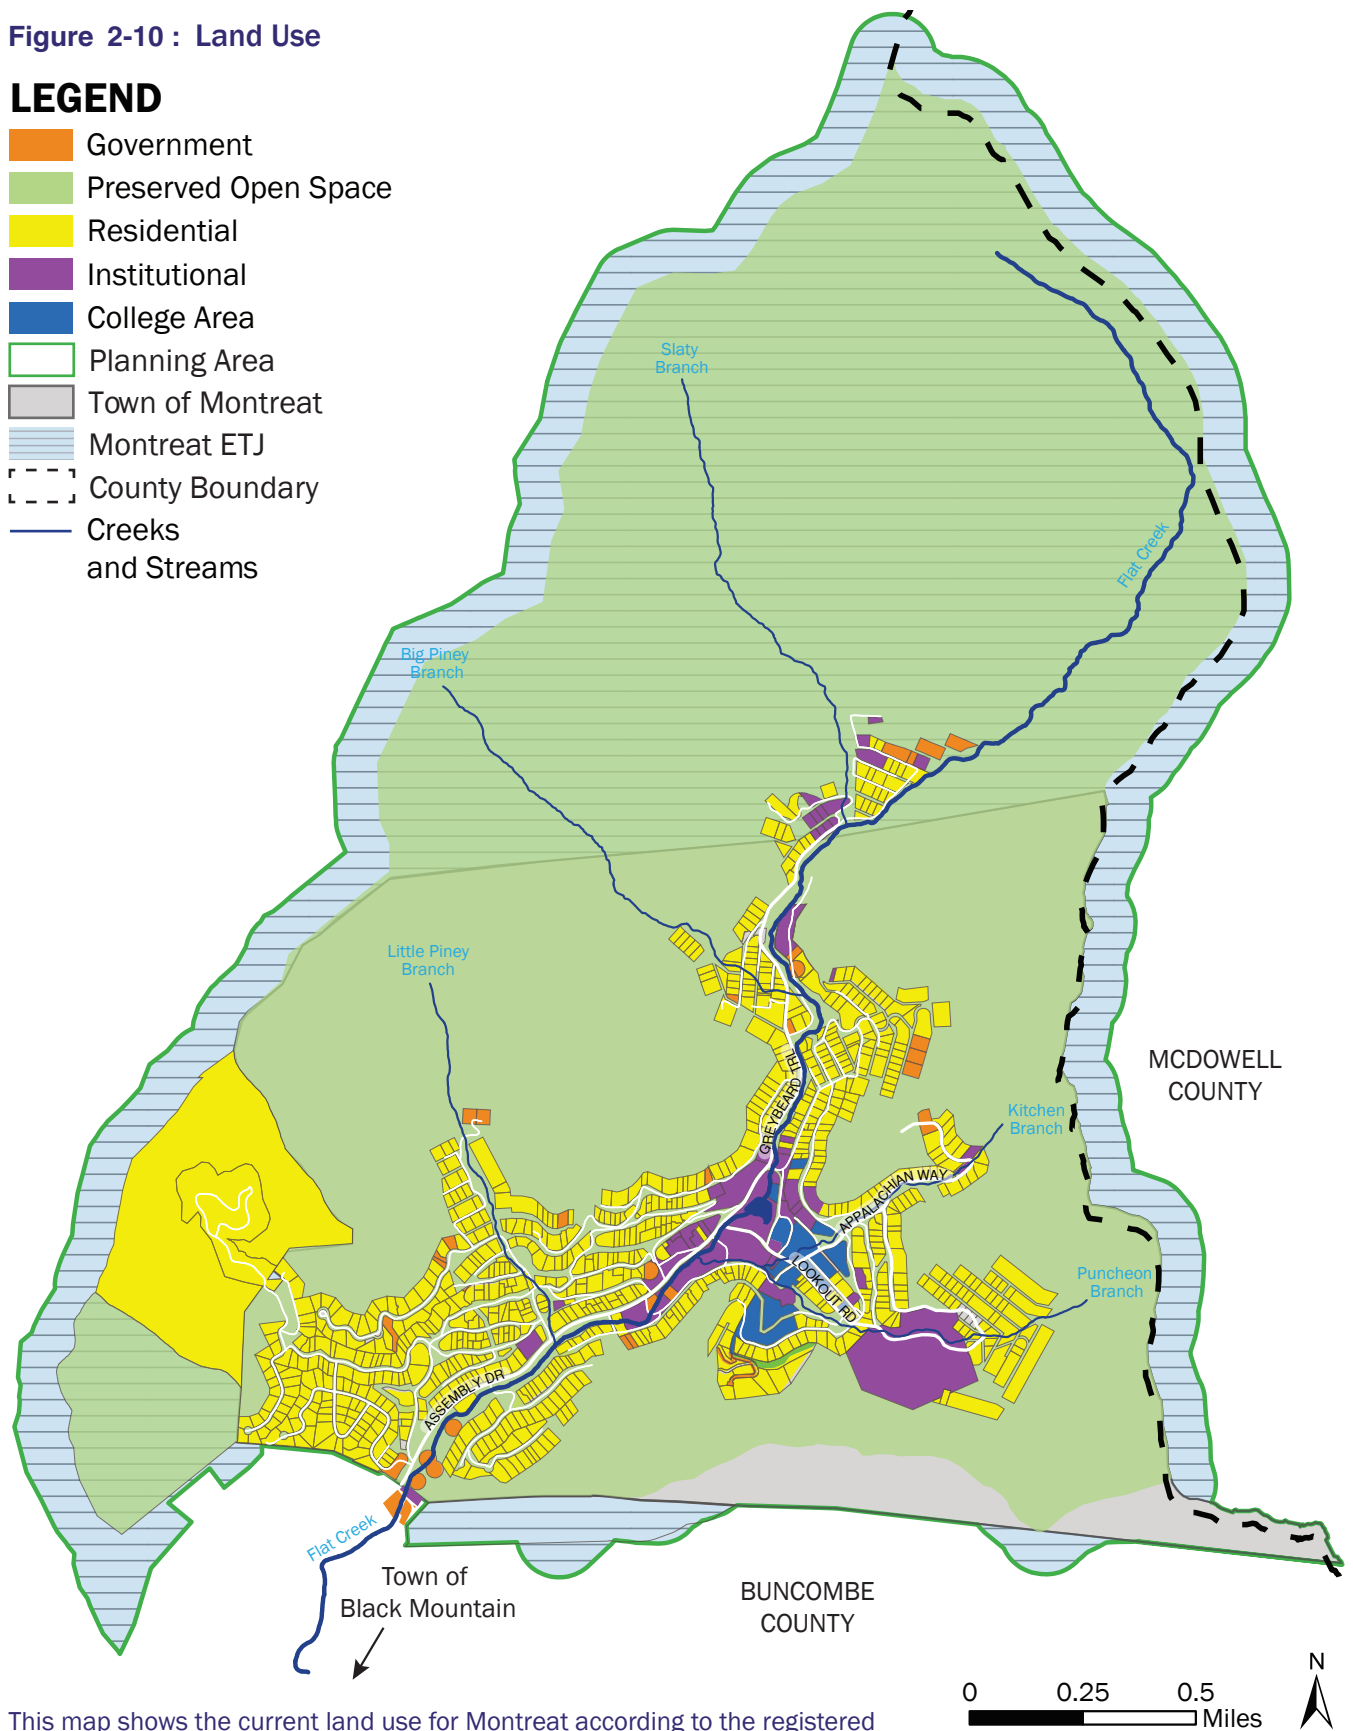 Figure 2-10 : Land Use
LEGEND
Government
Preserved Open Space
Residential
Institutional
College Area
Planning Area
Town of Montreat
Montreat ETJ
County Boundary
Creeks
and Streams
Slaty
Branch
Flat Creek
Big Piney
Branch
Little Piney
Branch
MCDOWELL
COUNTY
GREYBEARD TRL
Kitchen
Branch
APPALACHIAN WAY
LOOKOUT RD
Puncheon
Branch
ASSEMBLY DR
Flat Creek
Town of
Black Mountain
BUNCOMBE
COUNTY
N
0 0.25 0.5
Miles
This map shows the current land use for Montreat according to the registered